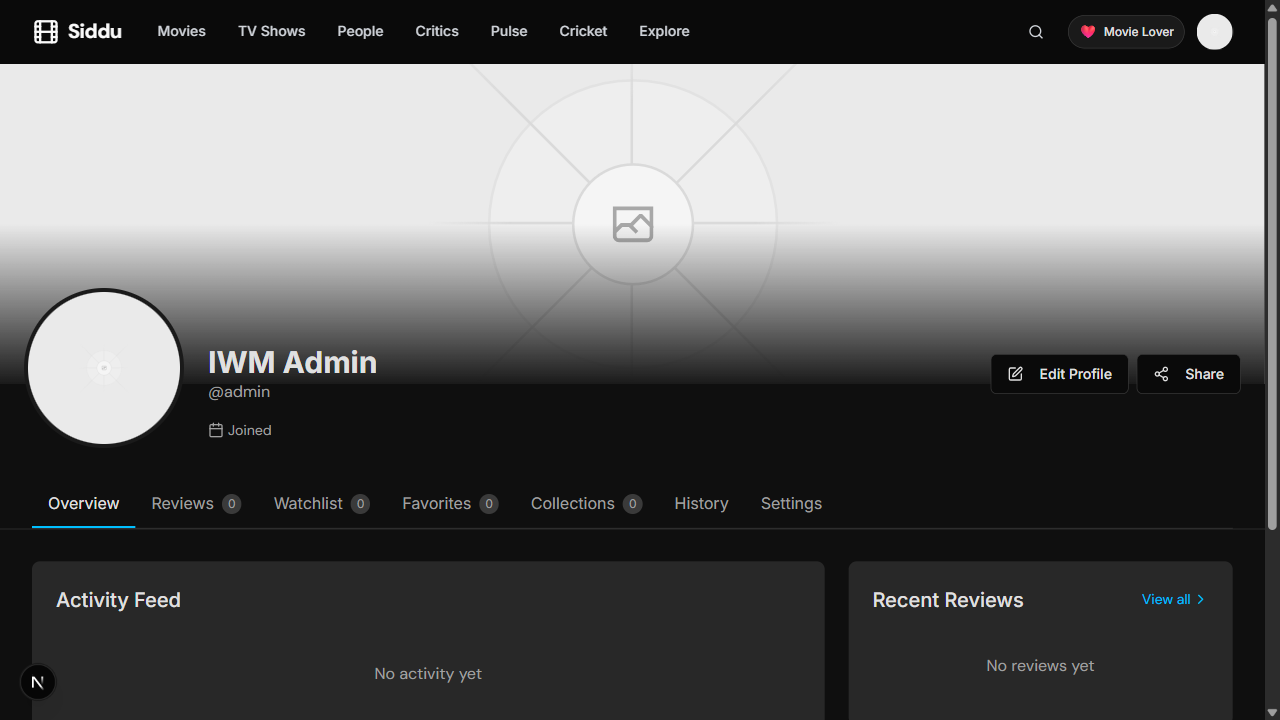 Siddu
Movies
TV Shows
People
Critics
Pulse
Cricket
Explore
Movie Lover
IWM Admin
@admin
Joined
Edit Profile
Share
Overview
Reviews 0
Watchlist 0
Favorites 0
Collections 0
History
Settings
Activity Feed
No activity yet
Recent Reviews
View all
No reviews yet
N